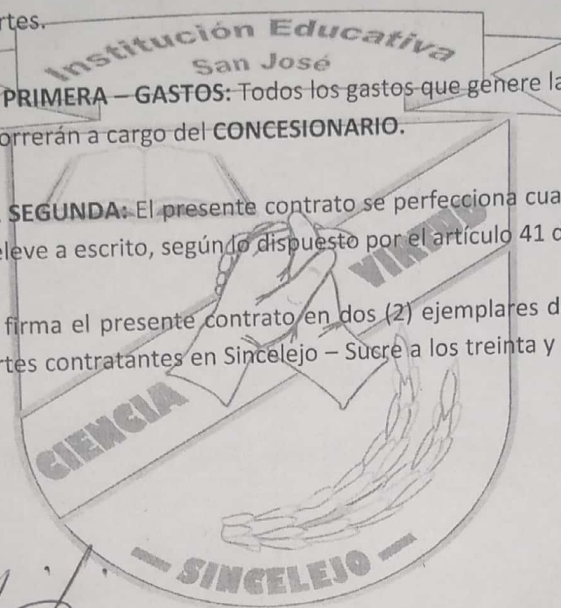 rtes.
Institución Educativa
San José
PRIMERA – GASTOS: Todos los gastos que genere la
orrerán a cargo del CONCESIONARIO.
SEGUNDA: El presente contrato se perfecciona cua
eleve a escrito, según lo dispuesto por el artículo 41 d
VIRTUD
firma el presente contrato en dos (2) ejemplares d
rtes contratantes en Sincelejo – Sucre a los treinta y
CIENCIA
SINCELEJO